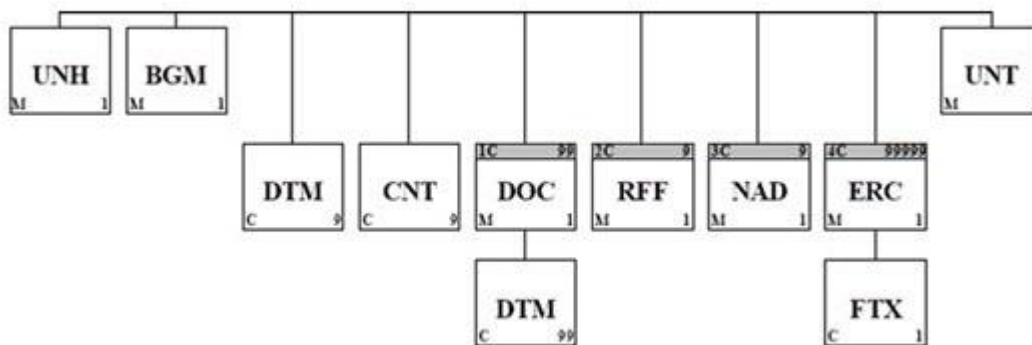 UNH BGM UNT
M 1 M 1 M
1C 99 2C 9 3C 9 4C 99999
DTM CNT DOC RFF NAD ERC
C 9 C 9 M 1 M 1 M 1 M 1
DTM FTX
C 99 C 1